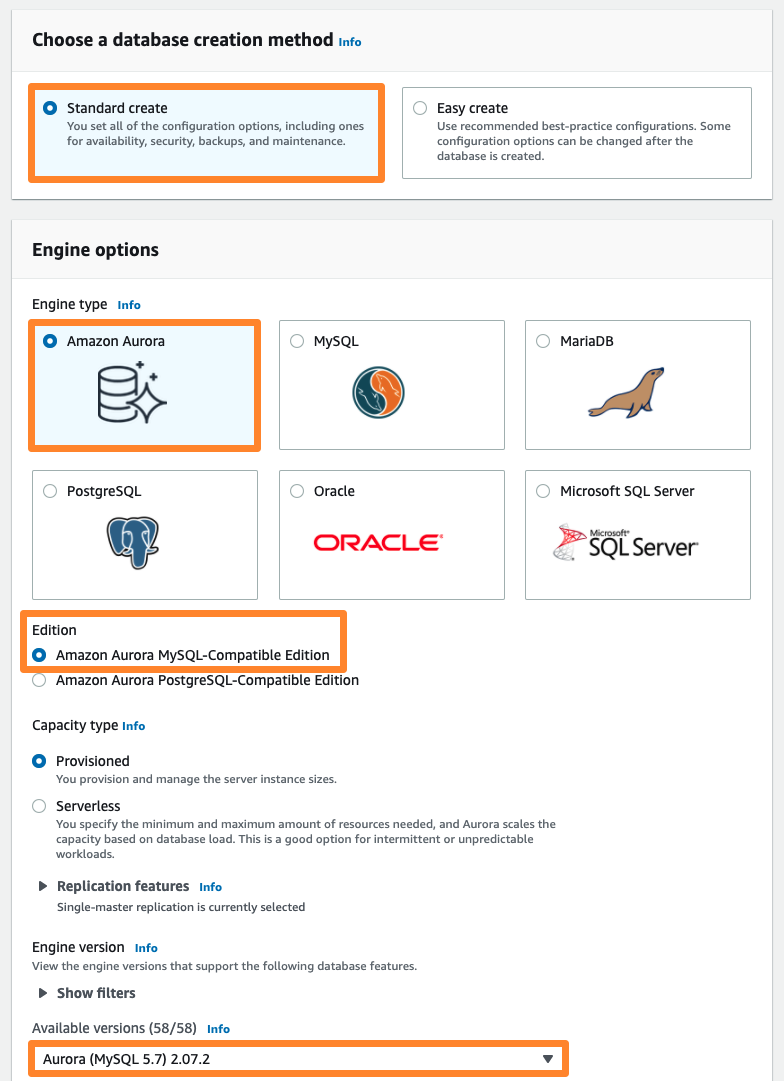 Choose a database creation method Info
Standard create
You set all of the configuration options, including ones
for availability, security, backups, and maintenance.
Easy create
Use recommended best-practice configurations. Some
configuration options can be changed after the
database is created.
Engine options
Engine type Info
Amazon Aurora
MySQL
MariaDB
PostgreSQL
Oracle
ORACLE
Microsoft SQL Server
Microsoft
SQL Server
Edition
Amazon Aurora MySQL-Compatible Edition
Amazon Aurora PostgreSQL-Compatible Edition
Capacity type Info
Provisioned
You provision and manage the server instance sizes.
Serverless
You specify the minimum and maximum amount of resources needed, and Aurora scales the
capacity based on database load. This is a good option for intermittent or unpredictable
workloads.
Replication features Info
Single-master replication is currently selected
Engine version Info
View the engine versions that support the following database features.
Show filters
Available versions (58/58) Info
Aurora (MySQL 5.7) 2.07.2